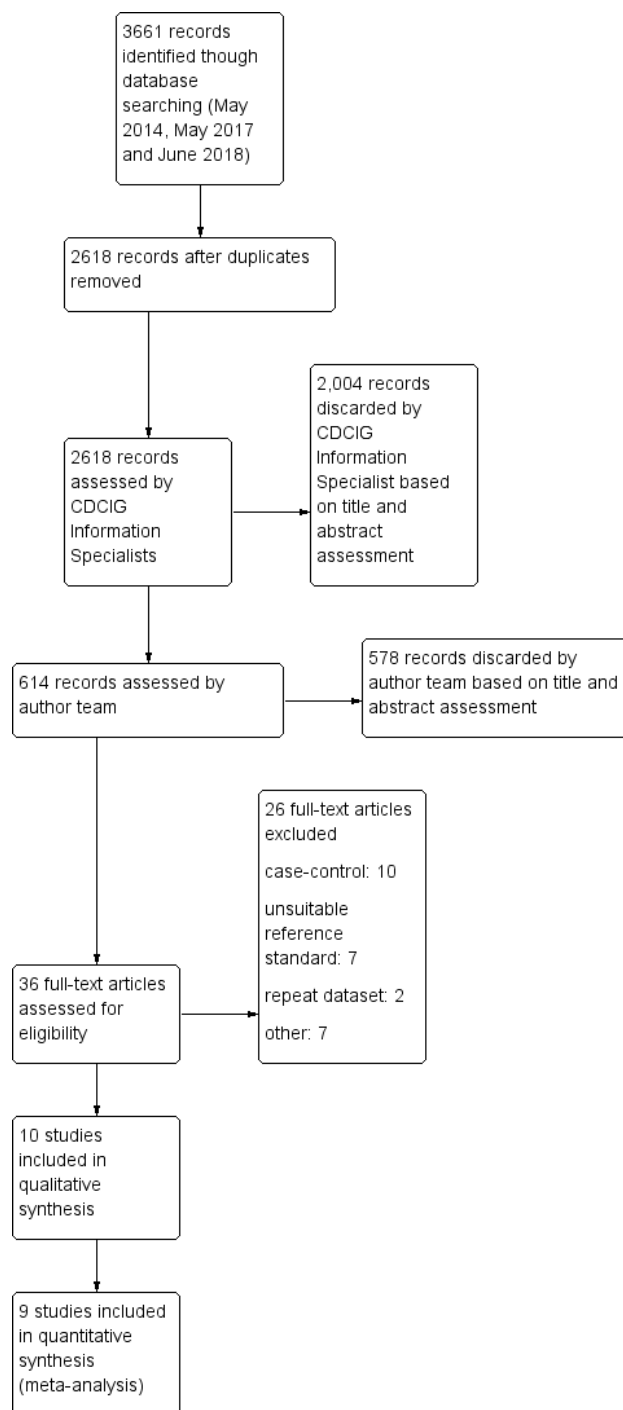 3661 records
identified though
database
searching (May
2014, May 2017
and June 2018)
2618 records after duplicates
removed
2618 records
assessed by
CDCIG
Information
Specialists
2,004 records
discarded by
CDCIG
Information
Specialist based
on title and
abstract
assessment
614 records assessed by
author team
578 records discarded by
author team based on title and
abstract assessment
26 full-text articles
excluded
case-control: 10
unsuitable
reference
standard: 7
repeat dataset: 2
other: 7
36 full-text articles
assessed for
eligibility
10 studies
included in
qualitative
synthesis
9 studies included
in quantitative
synthesis
(meta-analysis)